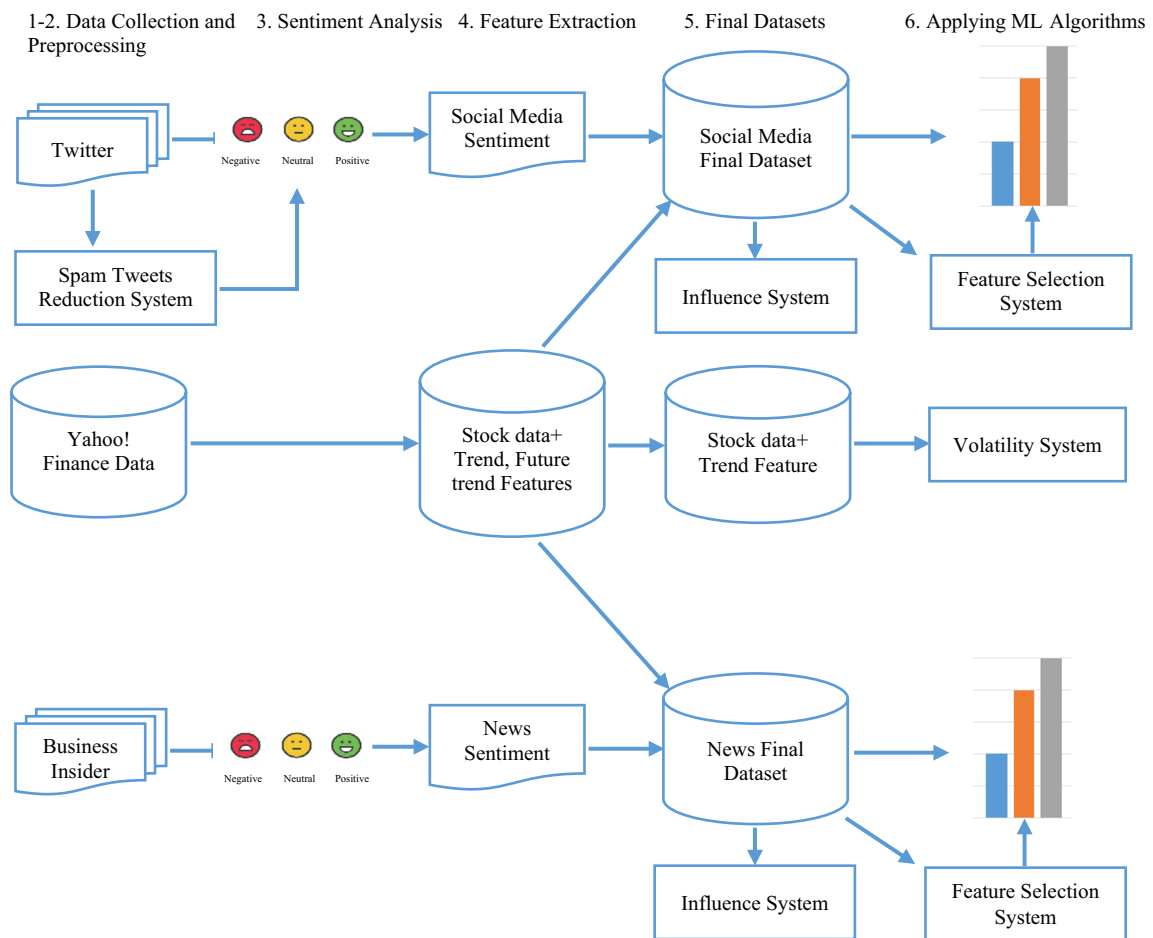 1-2. Data Collection and
Preprocessing
3. Sentiment Analysis
4. Feature Extraction
5. Final Datasets
6. Applying ML Algorithms
Twitter
Negative
Neutral
Positive
Social Media
Sentiment
Social Media
Final Dataset
Spam Tweets
Reduction System
Influence System
Feature Selection
System
Yahoo!
Finance Data
Stock data+
Trend, Future
trend Features
Stock data+
Trend Feature
Volatility System
Business
Insider
Negative
Neutral
Positive
News
Sentiment
News Final
Dataset
Influence System
Feature Selection
System